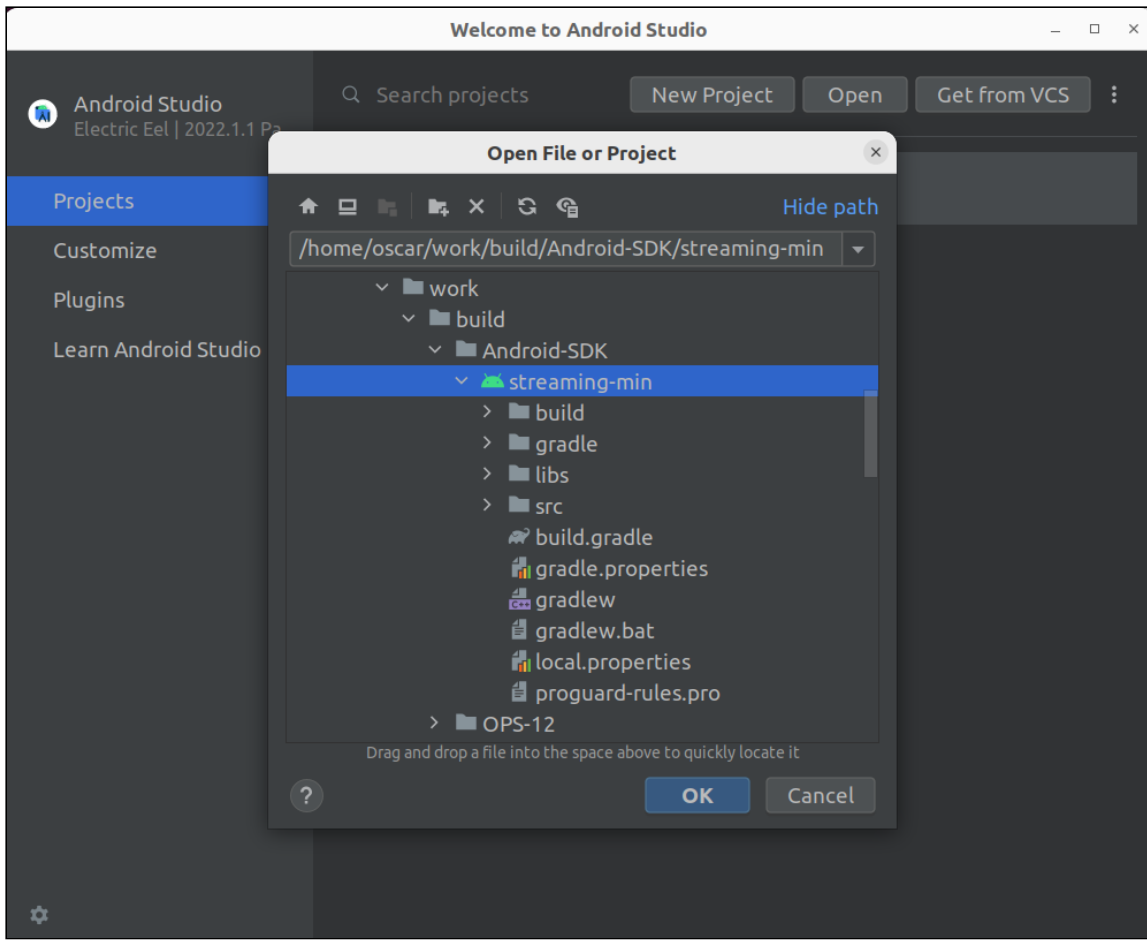 Welcome to Android Studio
Android Studio
Electric Eel | 2022.1.1 Pa
Search projects
New Project
Open
Get from VCS
Projects
Customize
Plugins
Learn Android Studio
Open File or Project
Hide path
/home/oscar/work/build/Android-SDK/streaming-min
work
build
Android-SDK
streaming-min
build
gradle
libs
src
build.gradle
gradle.properties
gradlew
gradlew.bat
local.properties
proguard-rules.pro
OPS-12
Drag and drop a file into the space above to quickly locate it
?
OK
Cancel